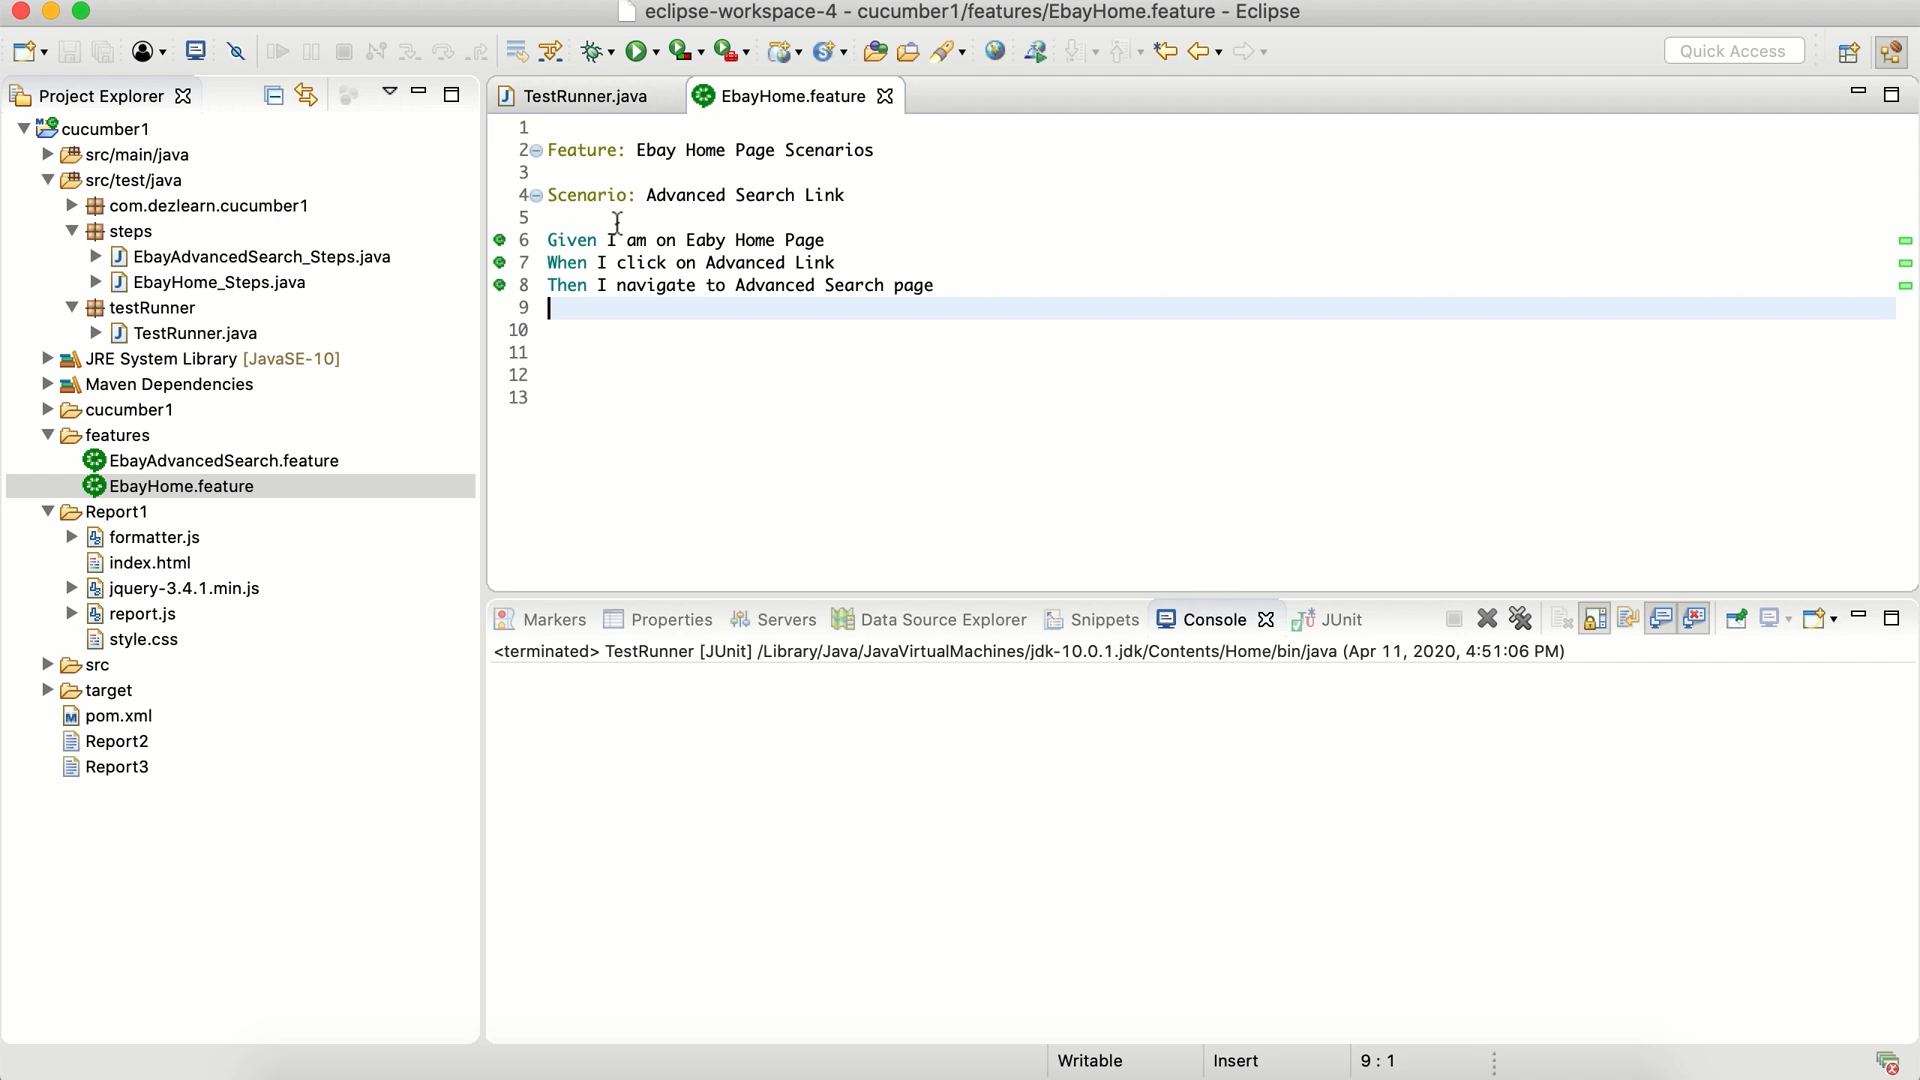 eclipse-workspace-4 - cucumber1/features/EbayHome.feature - Eclipse
Quick Access
Project Explorer
cucumber1
src/main/java
src/test/java
com.dezlearn.cucumber1
steps
EbayAdvancedSearch_Steps.java
EbayHome_Steps.java
testRunner
TestRunner.java
JRE System Library [JavaSE-10]
Maven Dependencies
cucumber1
features
EbayAdvancedSearch.feature
EbayHome.feature
Report1
formatter.js
index.html
jquery-3.4.1.min.js
report.js
style.css
src
target
pom.xml
Report2
Report3
TestRunner.java
EbayHome.feature
1
2 Feature: Ebay Home Page Scenarios
3
4 Scenario: Advanced Search Link
5
6 Given I am on Eaby Home Page
7 When I click on Advanced Link
8 Then I navigate to Advanced Search page
9
10
11
12
13
Markers Properties Servers Data Source Explorer Snippets Console JUnit
<terminated> TestRunner [JUnit] /Library/Java/JavaVirtualMachines/jdk-10.0.1.jdk/Contents/Home/bin/java (Apr 11, 2020, 4:51:06 PM)
Writable Insert 9 : 1